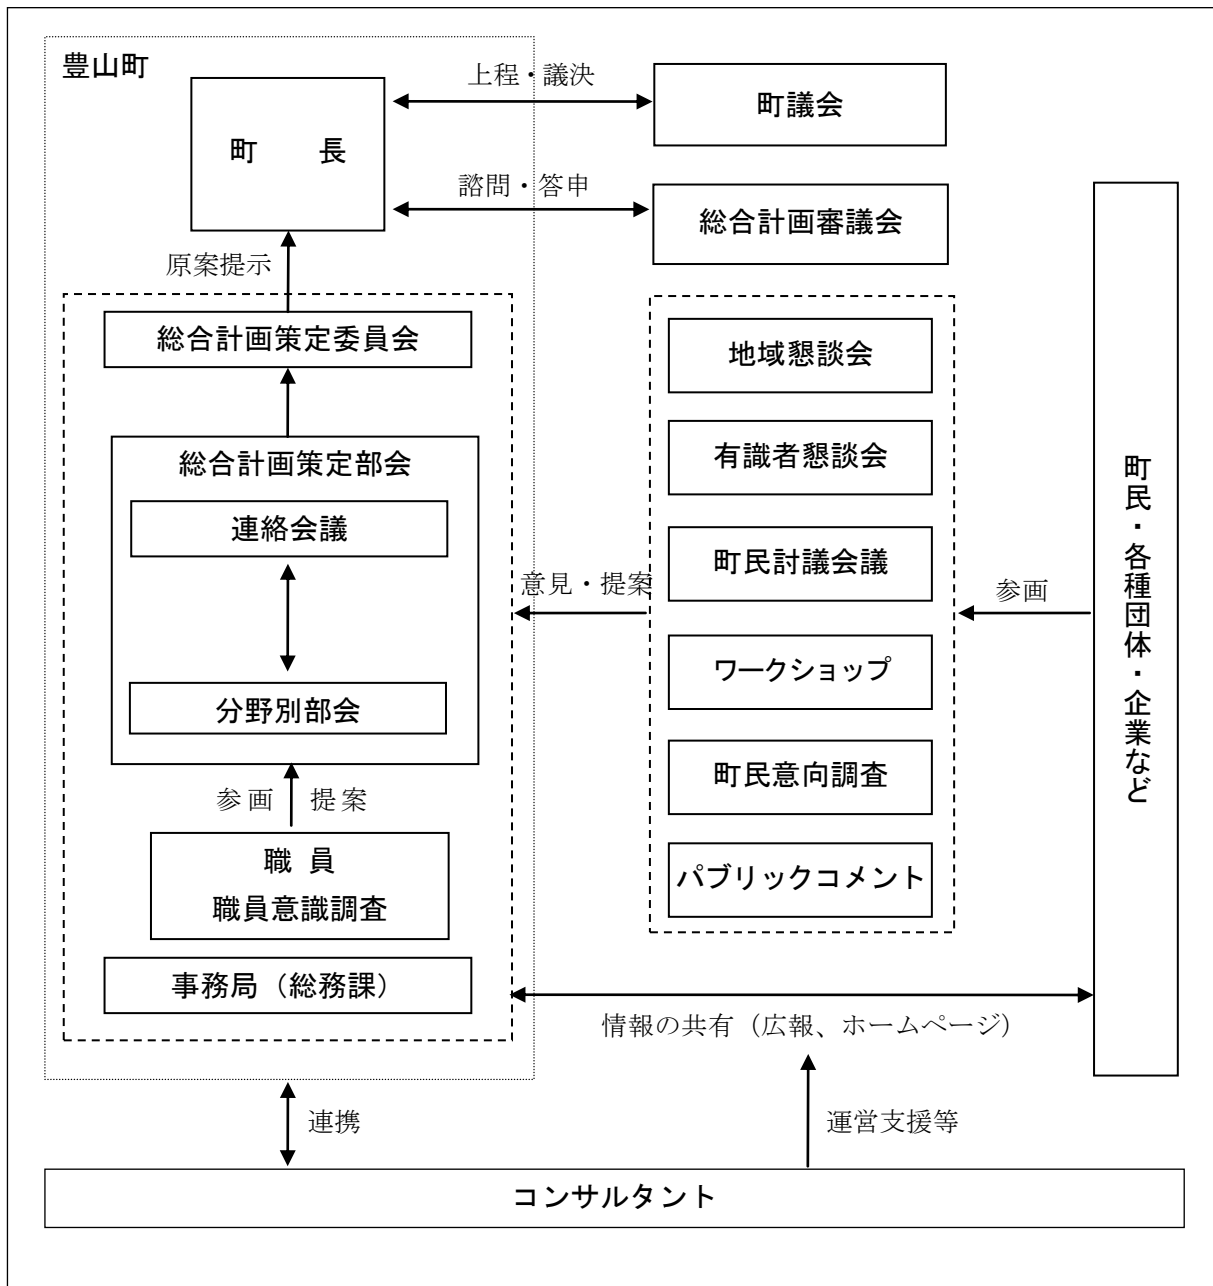 豊山町
上程・議決
町議会
町　　長
諮問・答申
総合計画審議会
原案提示
総合計画策定委員会
地域懇談会
総合計画策定部会
有識者懇談会
連絡会議
町民討議会議
意見・提案
参画
町民・各種団体・企業など
ワークショップ
分野別部会
町民意向調査
参画　提案
職 員
職員意識調査
パブリックコメント
事務局（総務課）
情報の共有（広報、ホームページ）
連携
運営支援等
コンサルタント